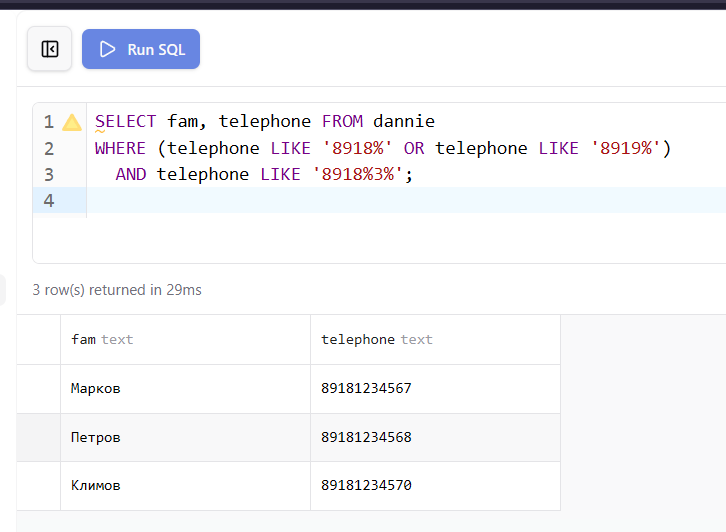 Run SQL
1 SELECT fam, telephone FROM dannie
2 WHERE (telephone LIKE '8918%' OR telephone LIKE '8919%')
3 AND telephone LIKE '8918%3%';
4
3 row(s) returned in 29ms
fam text telephone text
Марков 89181234567
Петров 89181234568
Климов 89181234570